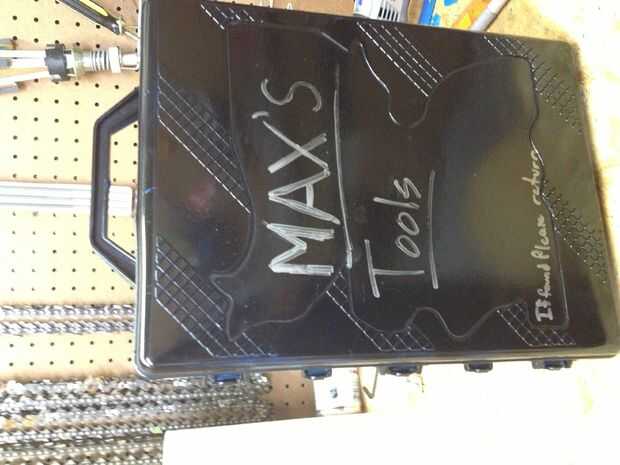 MAX'S
Tools
If found Please return